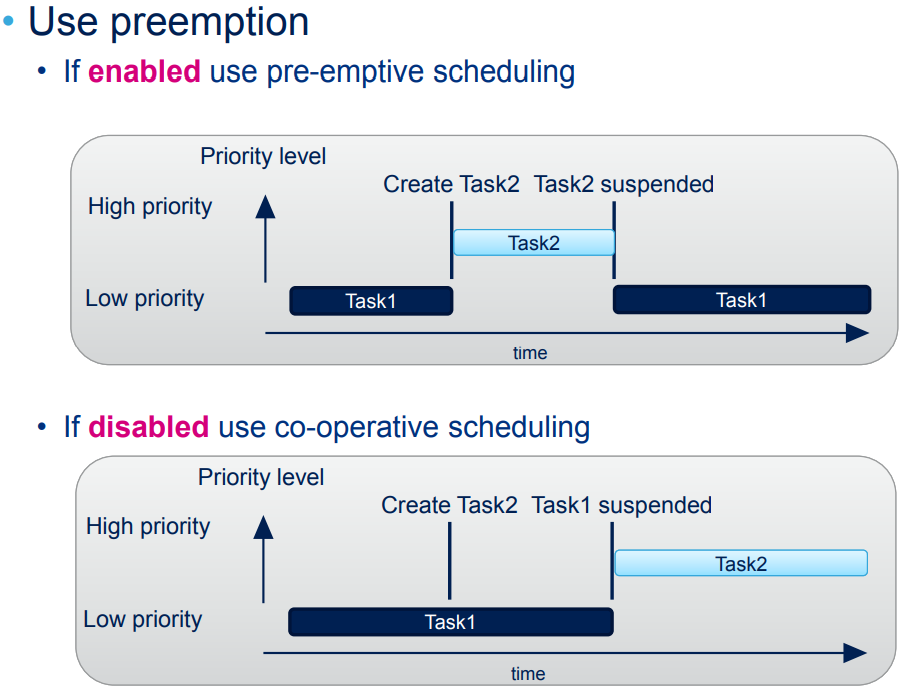 • Use preemption
• If enabled use pre-emptive scheduling
Priority level
Create Task2 Task2 suspended
High priority
Task2
Low priority
Task1 Task1
time
• If disabled use co-operative scheduling
Priority level
Create Task2 Task1 suspended
High priority
Task2
Low priority
Task1
time